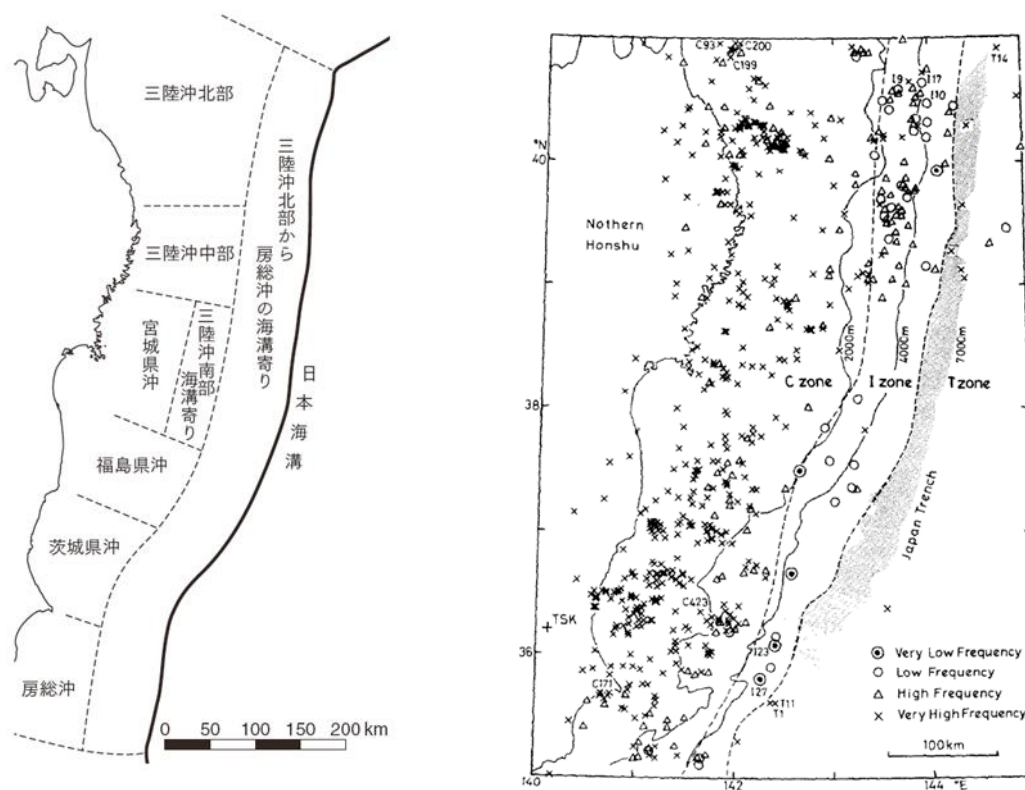 三陸沖北部
三陸沖北部から
房総沖の海溝寄り
三陸沖中部
宮城県沖
三陸沖南部
海溝寄り
日本海溝
福島県沖
茨城県沖
房総沖
0 50 100 150 200 km
C93
C200
C199
I9
I17
I10
T14
40
°N
Nothern
Honshu
2000m
4000m
7000m
C zone
I zone
T zone
38
Japan Trench
C423
TSK
36
I23
I27
C171
T11
T1
Very Low Frequency
Low Frequency
High Frequency
Very High Frequency
100km
140
142
144
°E